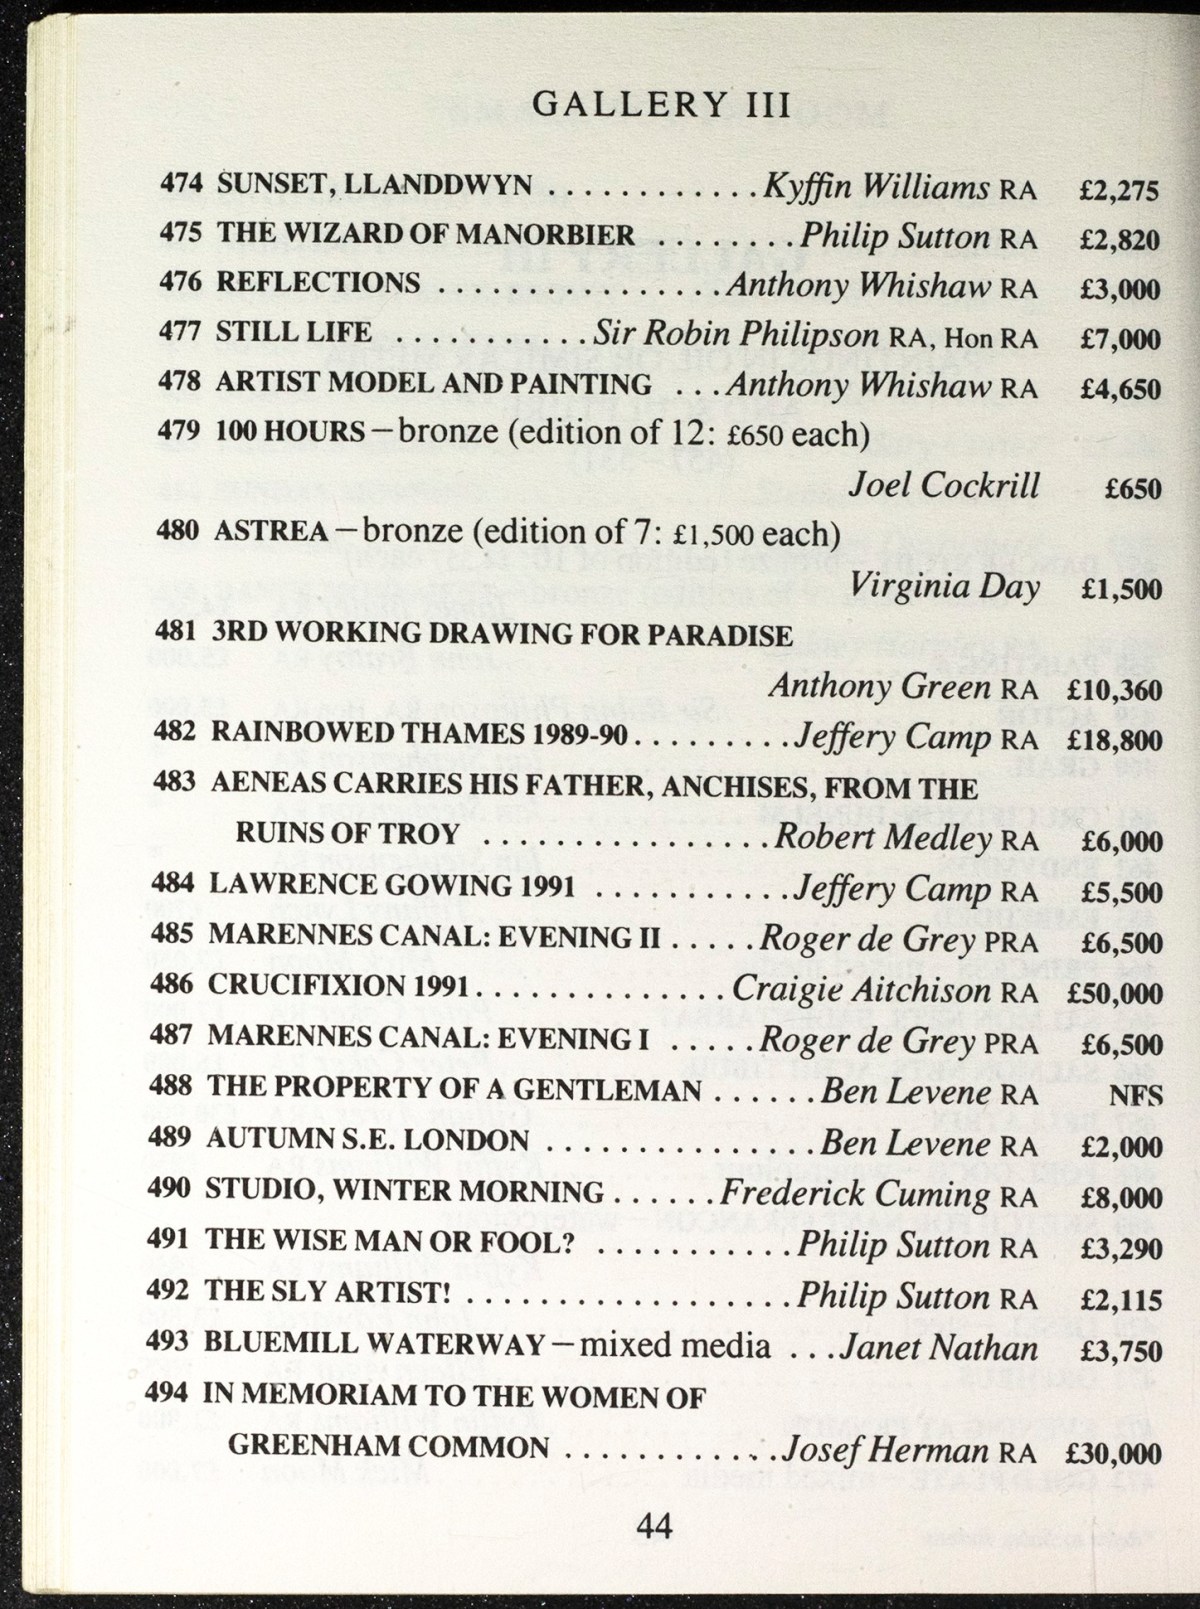 GALLERY III
474 SUNSET, LLANDDWYN . . . . . . . . . . . . Kyffin Williams RA £2,275
475 THE WIZARD OF MANORBIER . . . . . . . . Philip Sutton RA £2,820
476 REFLECTIONS . . . . . . . . . . . . . . . . Anthony Whishaw RA £3,000
477 STILL LIFE . . . . . . . . . . . Sir Robin Philipson RA, Hon RA £7,000
478 ARTIST MODEL AND PAINTING . . . Anthony Whishaw RA £4,650
479 100 HOURS — bronze (edition of 12: £650 each)
Joel Cockrill £650
480 ASTREA — bronze (edition of 7: £1,500 each)
Virginia Day £1,500
481 3RD WORKING DRAWING FOR PARADISE
Anthony Green RA £10,360
482 RAINBOWED THAMES 1989-90 . . . . . . . . . Jeffery Camp RA £18,800
483 AENEAS CARRIES HIS FATHER, ANCHISES, FROM THE
RUINS OF TROY . . . . . . . . . . . . . . . . Robert Medley RA £6,000
484 LAWRENCE GOWING 1991 . . . . . . . . . . . Jeffery Camp RA £5,500
485 MARENNES CANAL: EVENING II . . . . . Roger de Grey PRA £6,500
486 CRUCIFIXION 1991 . . . . . . . . . . . . . . Craigie Aitchison RA £50,000
487 MARENNES CANAL: EVENING I . . . . . Roger de Grey PRA £6,500
488 THE PROPERTY OF A GENTLEMAN . . . . . . Ben Levene RA NFS
489 AUTUMN S.E. LONDON . . . . . . . . . . . . . . . Ben Levene RA £2,000
490 STUDIO, WINTER MORNING . . . . . . Frederick Cuming RA £8,000
491 THE WISE MAN OR FOOL? . . . . . . . . . . . Philip Sutton RA £3,290
492 THE SLY ARTIST! . . . . . . . . . . . . . . . . . . Philip Sutton RA £2,115
493 BLUEMILL WATERWAY — mixed media . . . Janet Nathan £3,750
494 IN MEMORIAM TO THE WOMEN OF
GREENHAM COMMON . . . . . . . . . . . . Josef Herman RA £30,000
44